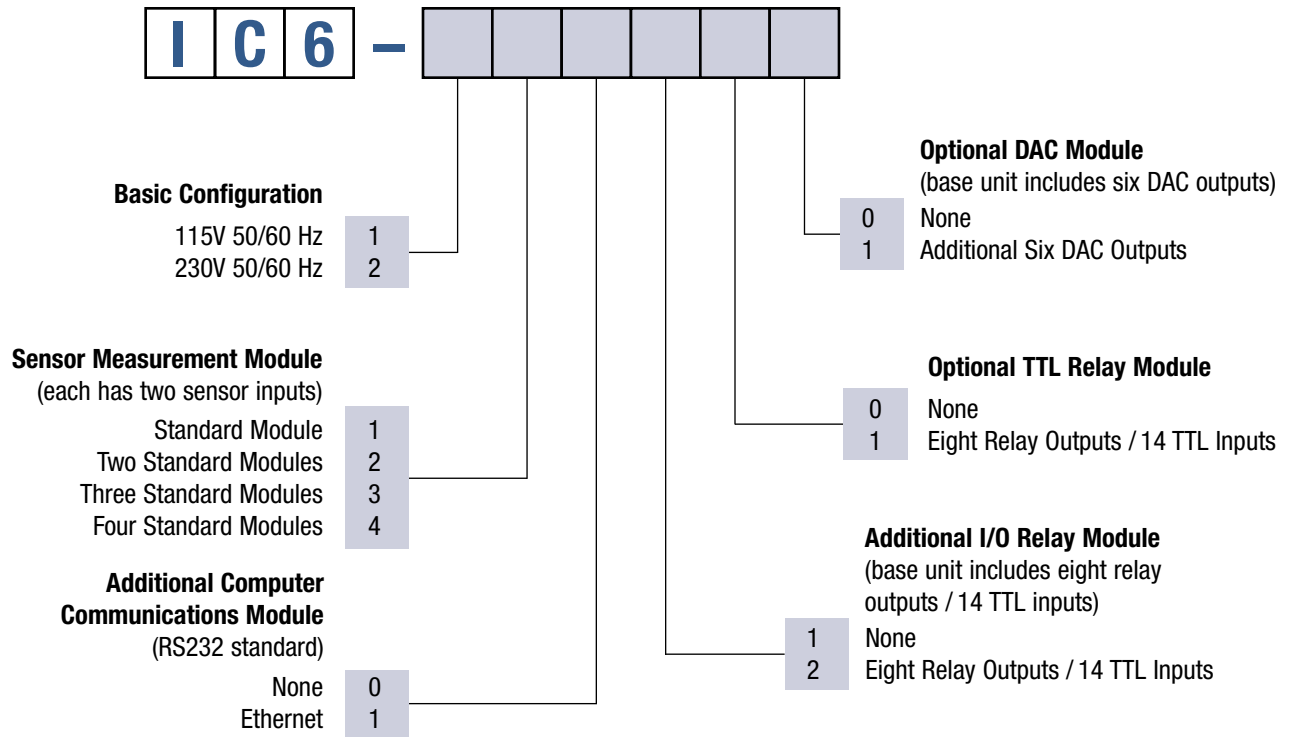 IC6–
Basic Configuration
115V 50/60 Hz 1
230V 50/60 Hz 2
Sensor Measurement Module
(each has two sensor inputs)
Standard Module 1
Two Standard Modules 2
Three Standard Modules 3
Four Standard Modules 4
Additional Computer
Communications Module
(RS232 standard)
None 0
Ethernet 1
Optional DAC Module
(base unit includes six DAC outputs)
0 None
1 Additional Six DAC Outputs
Optional TTL Relay Module
0 None
1 Eight Relay Outputs / 14 TTL Inputs
Additional I/O Relay Module
(base unit includes eight relay
outputs / 14 TTL inputs)
1 None
2 Eight Relay Outputs / 14 TTL Inputs